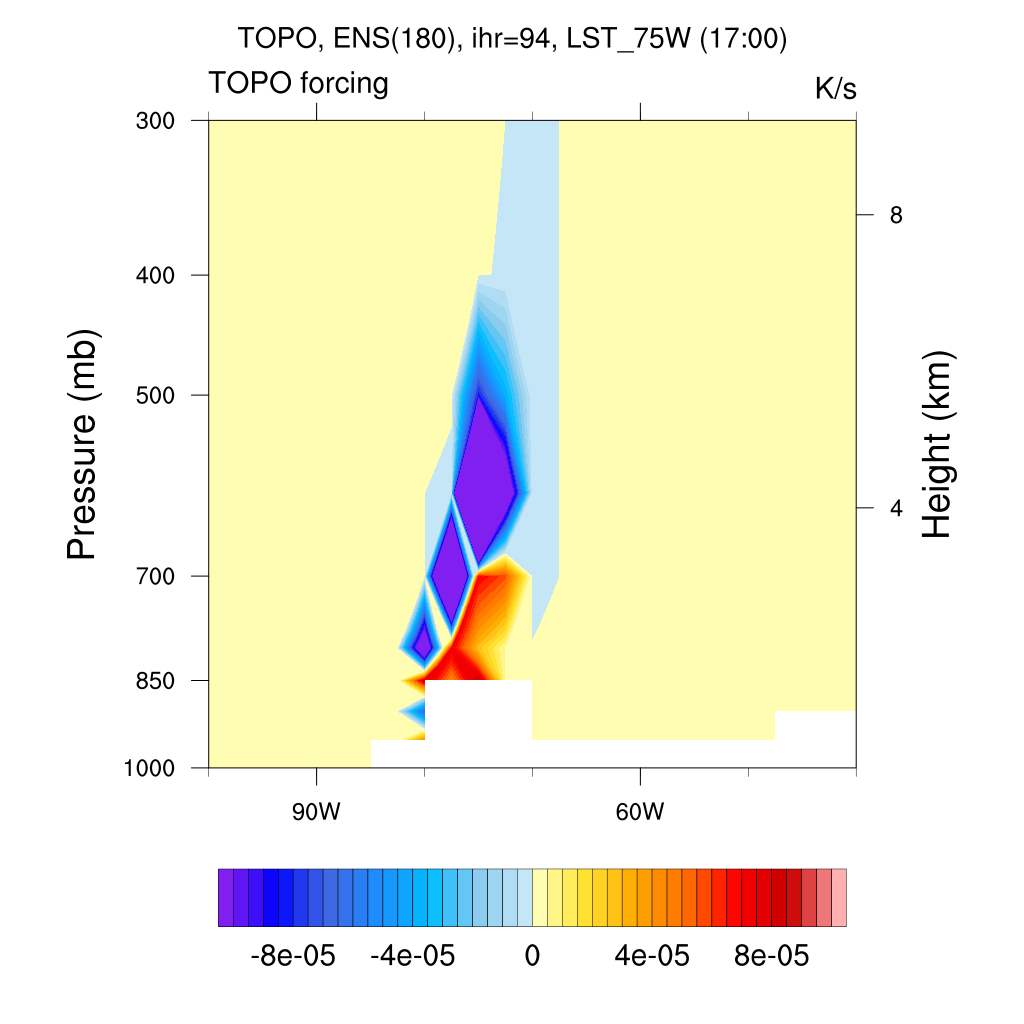 TOPO, ENS(180), ihr=94, LST_75W (17:00)
TOPO forcing
K/s
300
400
500
700
850
1000
Pressure (mb)
8
4
Height (km)
90W
60W
-8e-05
-4e-05
0
4e-05
8e-05